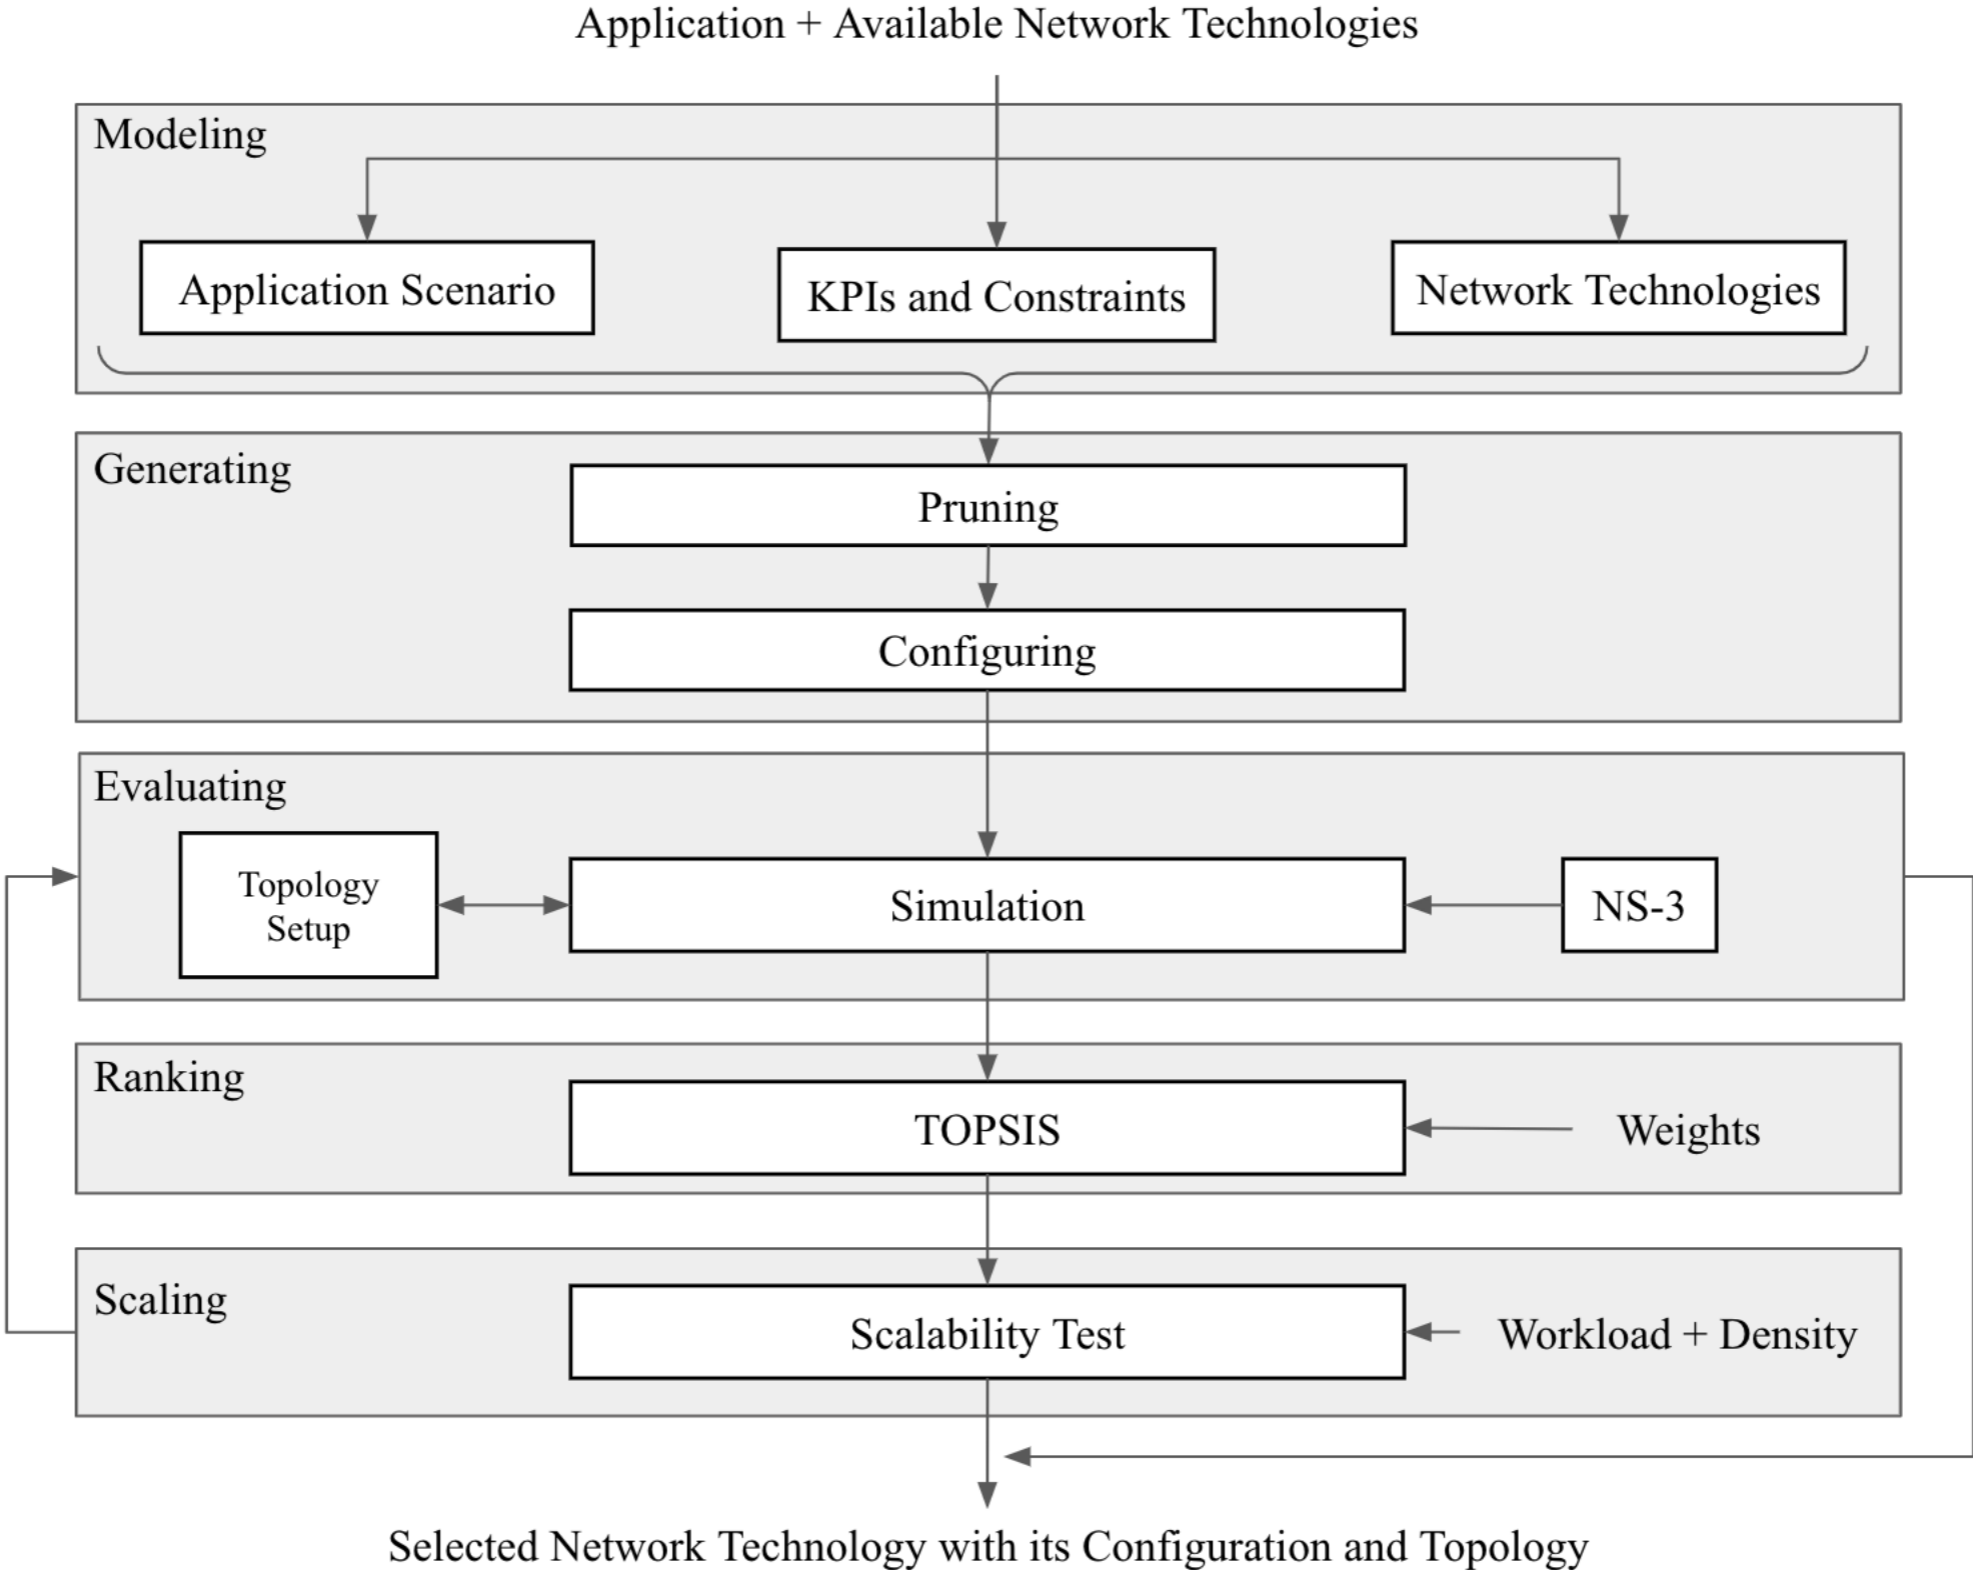 Application + Available Network Technologies
Modeling
Application Scenario
KPIs and Constraints
Network Technologies
Generating
Pruning
Configuring
Evaluating
Topology
Setup
Simulation
NS-3
Ranking
TOPSIS
Weights
Scaling
Scalability Test
Workload + Density
Selected Network Technology with its Configuration and Topology